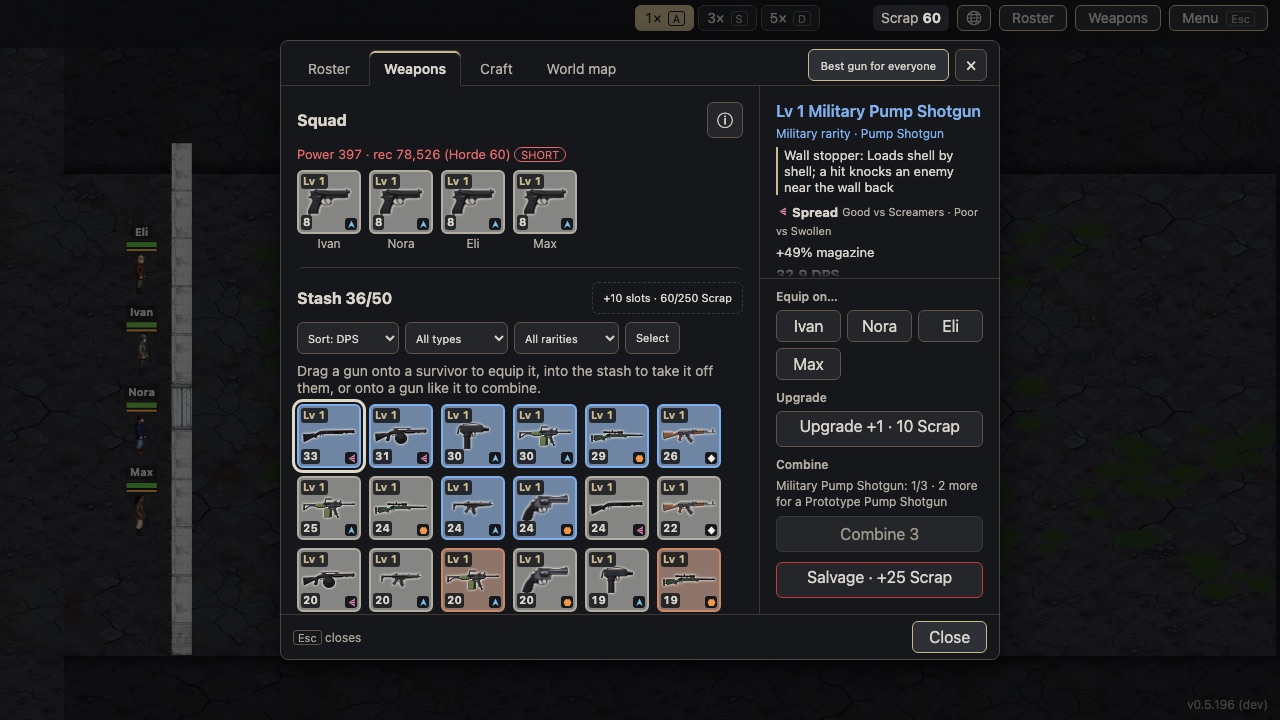 1× A 3× S 5× D Scrap 60 Roster Weapons Menu Esc
Roster Weapons Craft World map Best gun for everyone ×
Squad
Power 397 · rec 78,526 (Horde 60) SHORT
Lv 1 Lv 1 Lv 1 Lv 1
8 8 8 8
Ivan Nora Eli Max
Stash 36/50 +10 slots · 60/250 Scrap
Sort: DPS All types All rarities Select
Drag a gun onto a survivor to equip it, into the stash to take it off
them, or onto a gun like it to combine.
Lv 1 Lv 1 Lv 1 Lv 1 Lv 1 Lv 1
33 31 30 30 29 26
Lv 1 Lv 1 Lv 1 Lv 1 Lv 1 Lv 1
25 24 24 24 24 22
Lv 1 Lv 1 Lv 1 Lv 1 Lv 1 Lv 1
20 20 20 20 19 19
Lv 1 Military Pump Shotgun
Military rarity · Pump Shotgun
Wall stopper: Loads shell by
shell; a hit knocks an enemy
near the wall back
Spread Good vs Screamers · Poor
vs Swollen
+49% magazine
32.9 DPS
Equip on...
Ivan Nora Eli
Max
Upgrade
Upgrade +1 · 10 Scrap
Combine
Military Pump Shotgun: 1/3 · 2 more
for a Prototype Pump Shotgun
Combine 3
Salvage · +25 Scrap
Esc closes Close
Eli
Ivan
Nora
Max
v0.5.196 (dev)